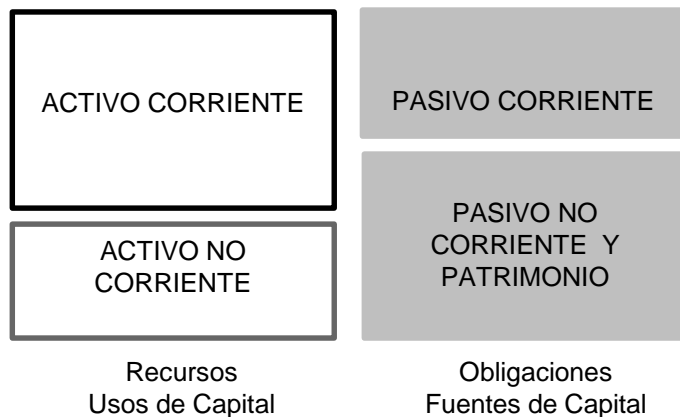 ACTIVO CORRIENTE
PASIVO CORRIENTE
ACTIVO NO
CORRIENTE
PASIVO NO
CORRIENTE Y
PATRIMONIO
Recursos
Usos de Capital
Obligaciones
Fuentes de Capital